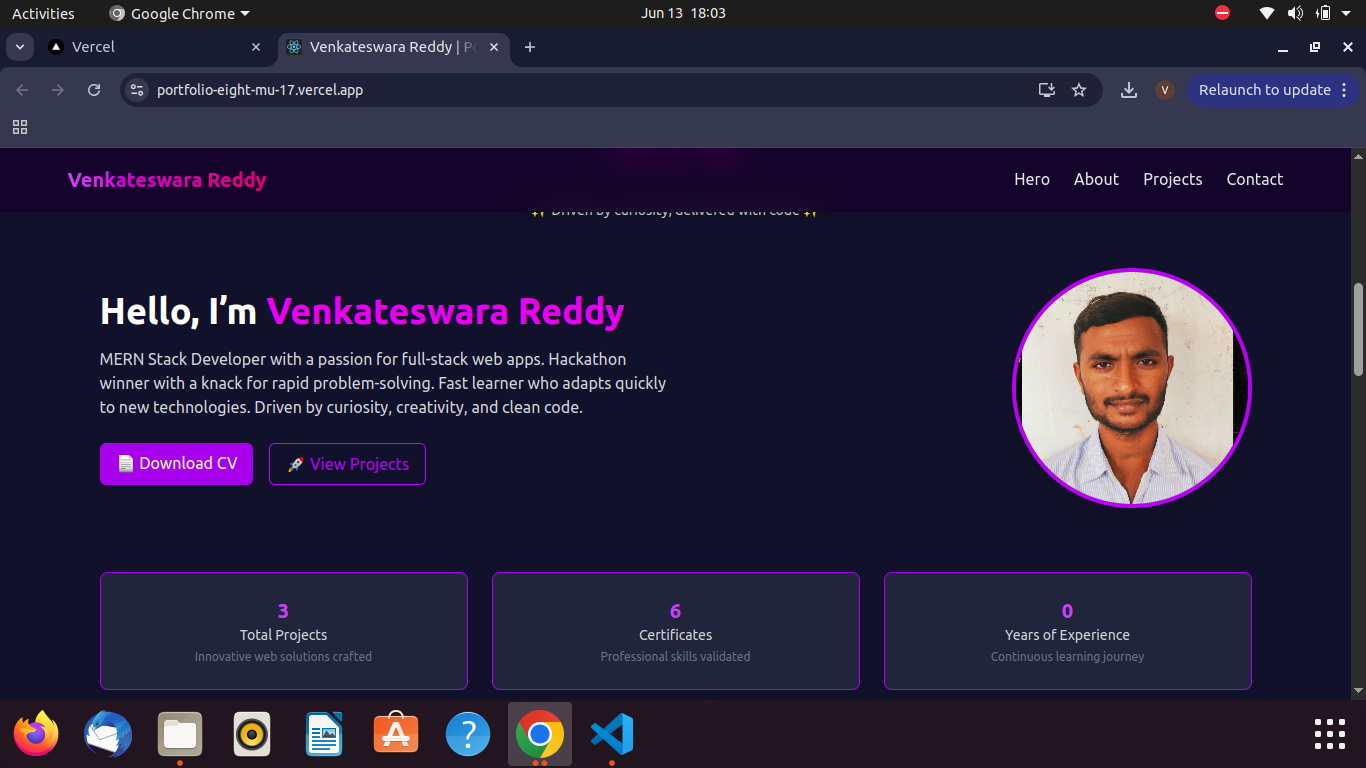 Activities
Google Chrome
Jun 13 18:03
Vercel
Venkateswara Reddy | Po
portfolio-eight-mu-17.vercel.app
V
Relaunch to update
Venkateswara Reddy
Hero
About
Projects
Contact
✨ Driven by curiosity, delivered with code ✨
Hello, I’m Venkateswara Reddy
MERN Stack Developer with a passion for full-stack web apps. Hackathon
winner with a knack for rapid problem-solving. Fast learner who adapts quickly
to new technologies. Driven by curiosity, creativity, and clean code.
📄 Download CV
🚀 View Projects
3
Total Projects
Innovative web solutions crafted
6
Certificates
Professional skills validated
0
Years of Experience
Continuous learning journey